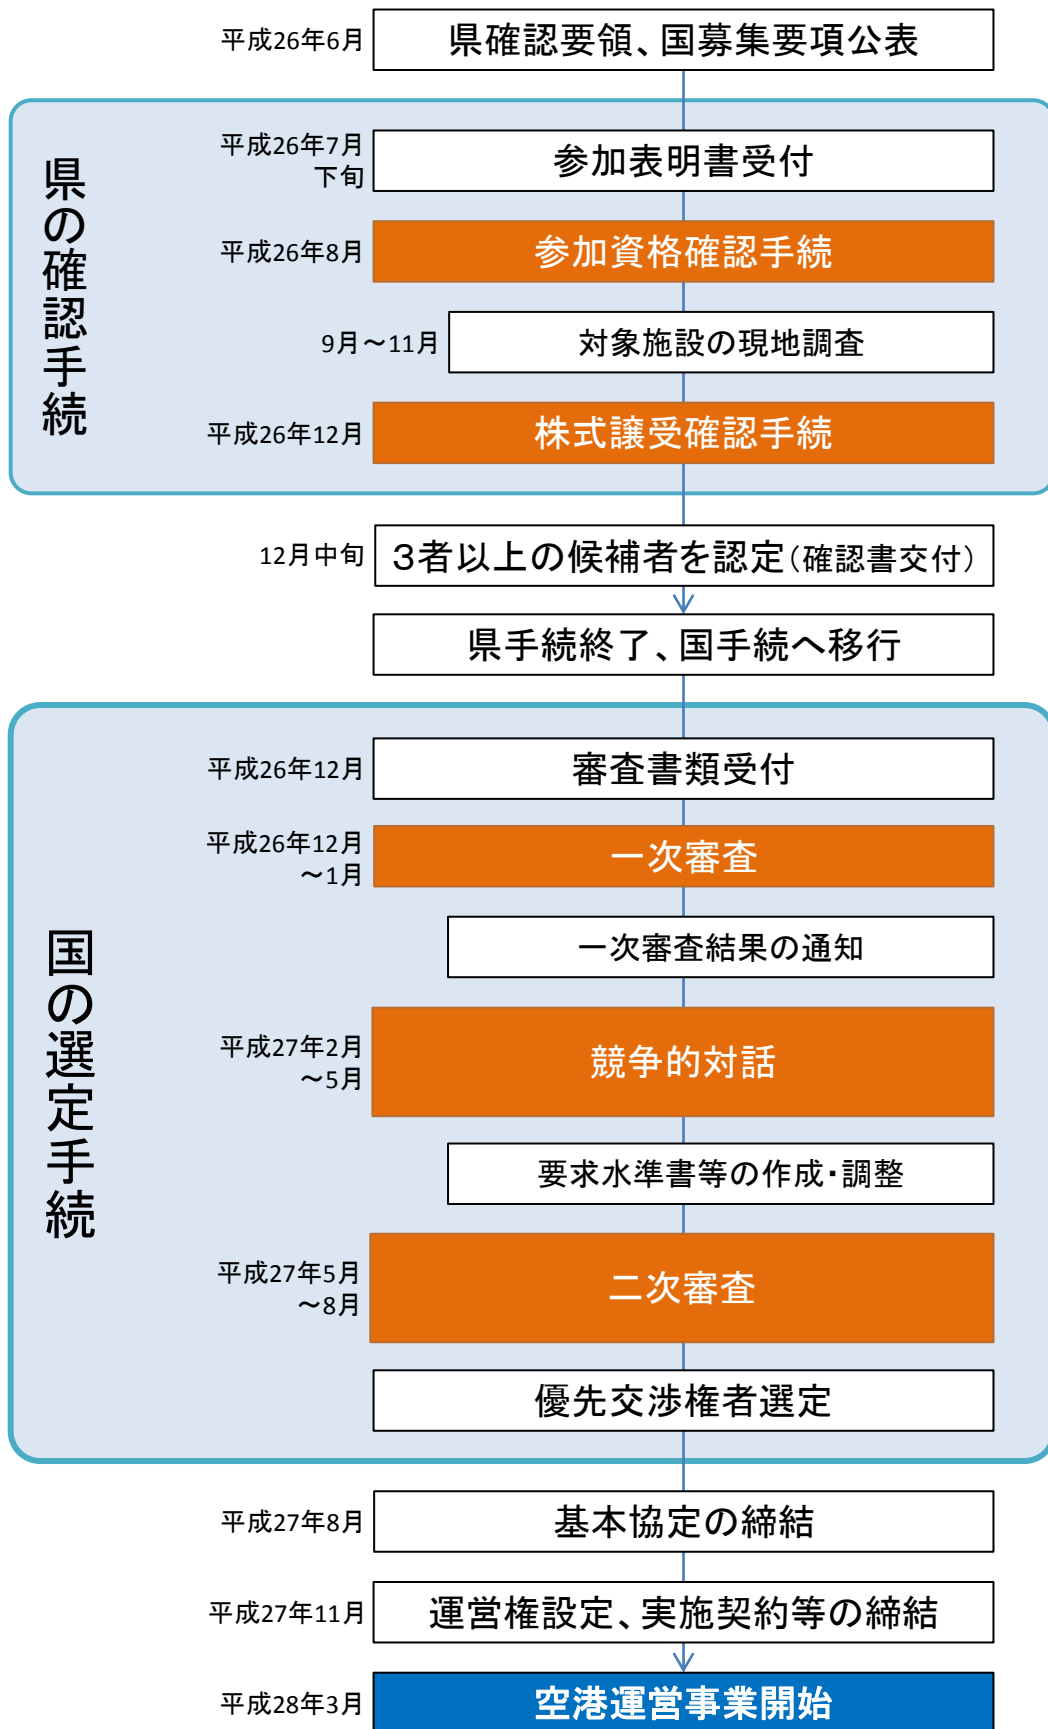 平成26年6月
県確認要領、国募集要項公表
県の確認手続
平成26年7月
下旬
参加表明書受付
平成26年8月
参加資格確認手続
9月～11月
対象施設の現地調査
平成26年12月
株式譲受確認手続
12月中旬
３者以上の候補者を認定（確認書交付）
県手続終了、国手続へ移行
国の選定手続
平成26年12月
審査書類受付
平成26年12月
～1月
一次審査
一次審査結果の通知
平成27年2月
～5月
競争的対話
要求水準書等の作成・調整
平成27年5月
～8月
二次審査
優先交渉権者選定
平成27年8月
基本協定の締結
平成27年11月
運営権設定、実施契約等の締結
平成28年3月
空港運営事業開始